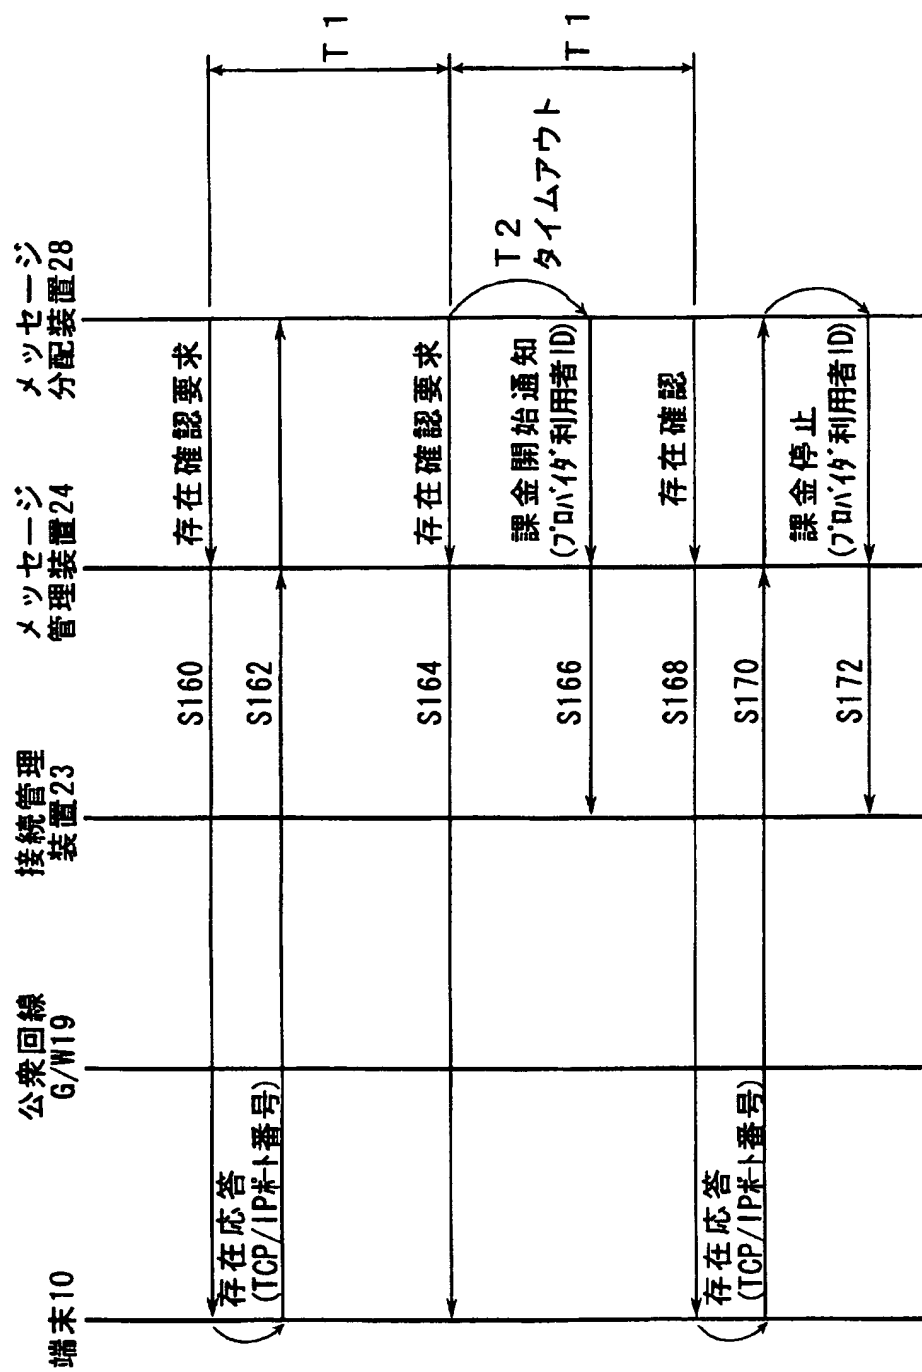 端末10
公衆回線
G/W19
接続管理
装置23
メッセージ
管理装置24
メッセージ
分配装置28
S160
存在確認要求
存在応答
(TCP/IPポート番号)
S162
T1
S164
存在確認要求
T2
タイムアウト
S166
課金開始通知
(プロバイダ利用者ID)
T1
S168
存在確認
存在応答
(TCP/IPポート番号)
S170
課金停止
(プロバイダ利用者ID)
S172